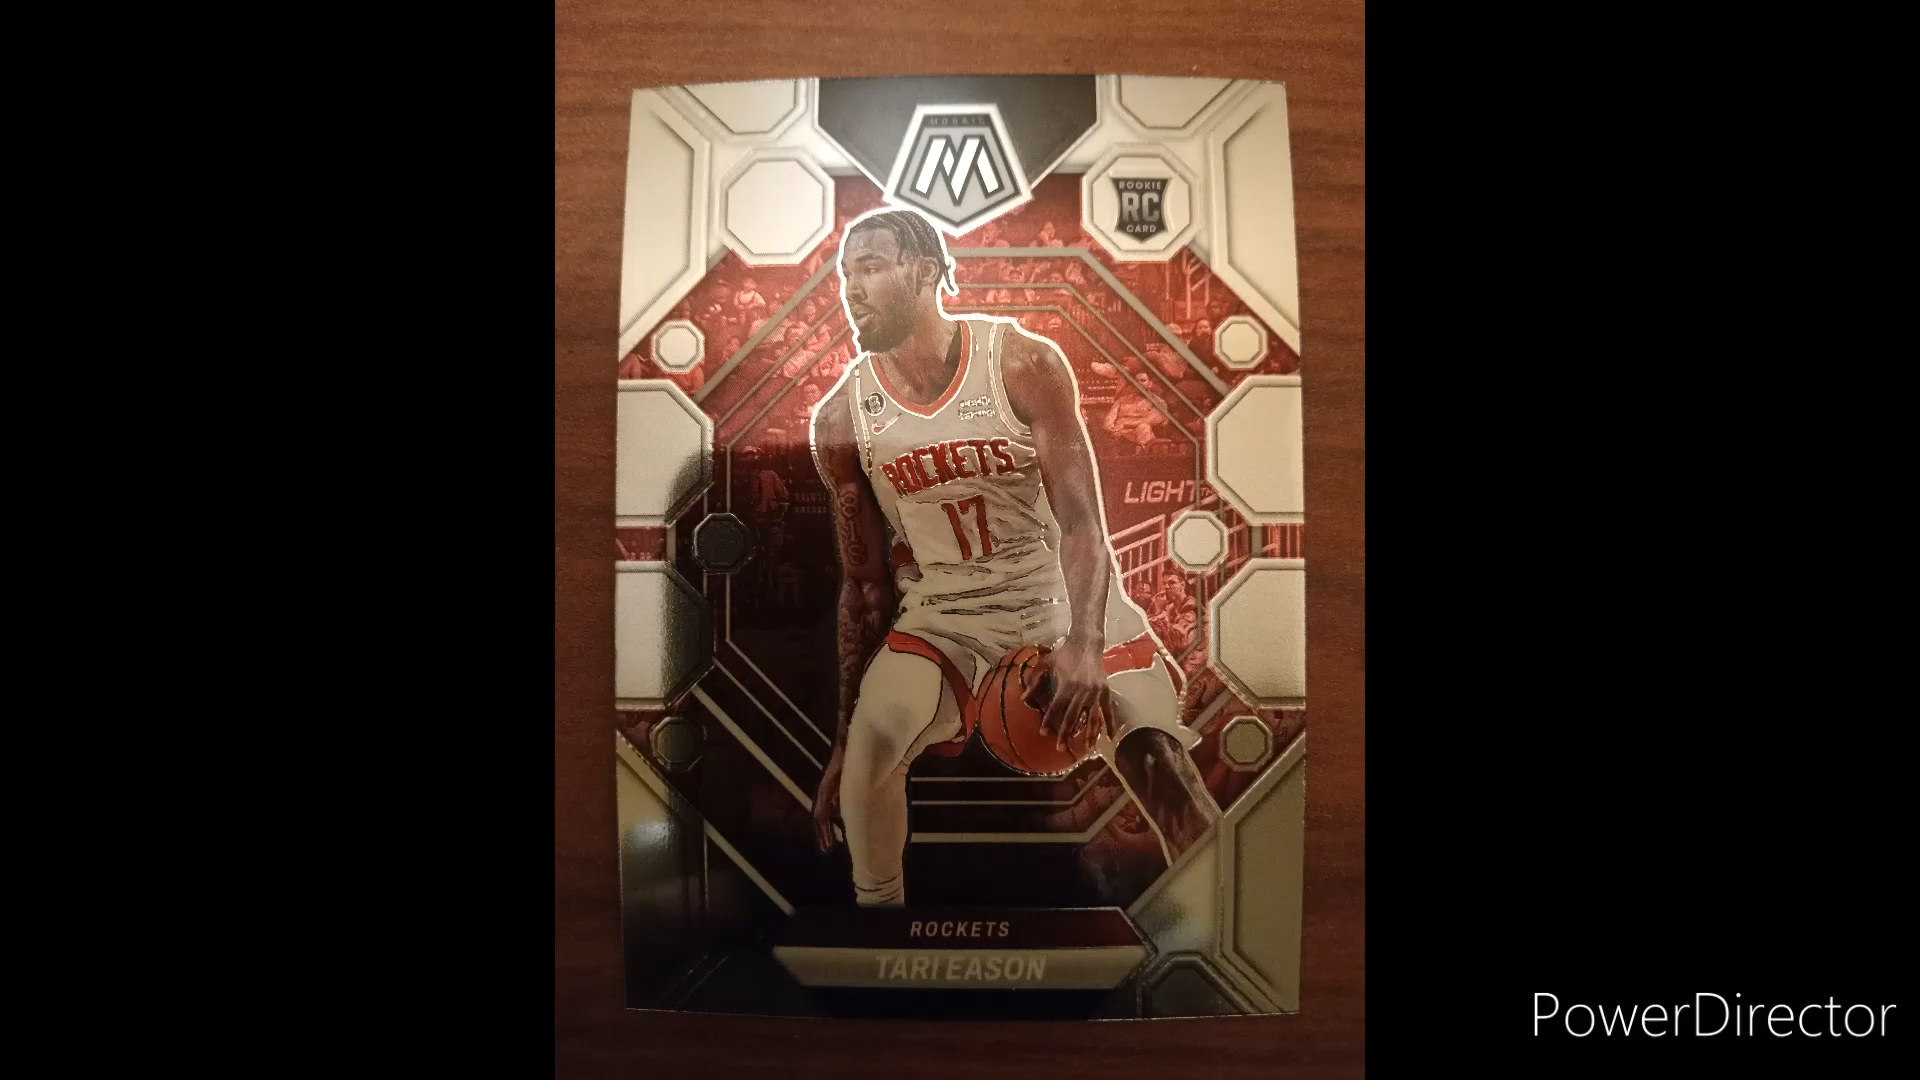 MOSAIC
M
ROOKIE
RC
CARD
ROCKETS
17
LIGHT
ROCKETS
TARI EASON
PowerDirector